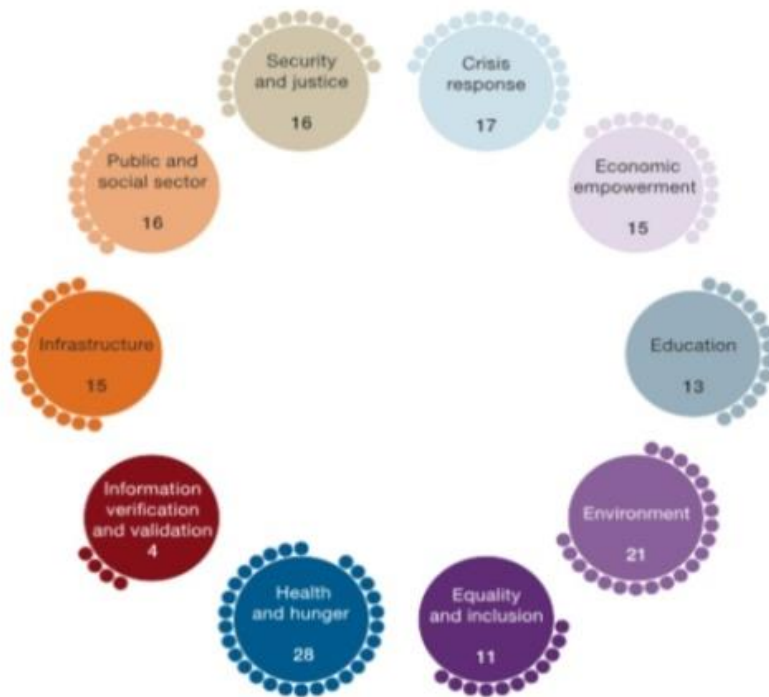 Security
and justice
16
Crisis
response
17
Public and
social sector
16
Economic
empowerment
15
Infrastructure
15
Education
13
Information
verification
and validation
4
Environment
21
Health
and hunger
28
Equality
and inclusion
11